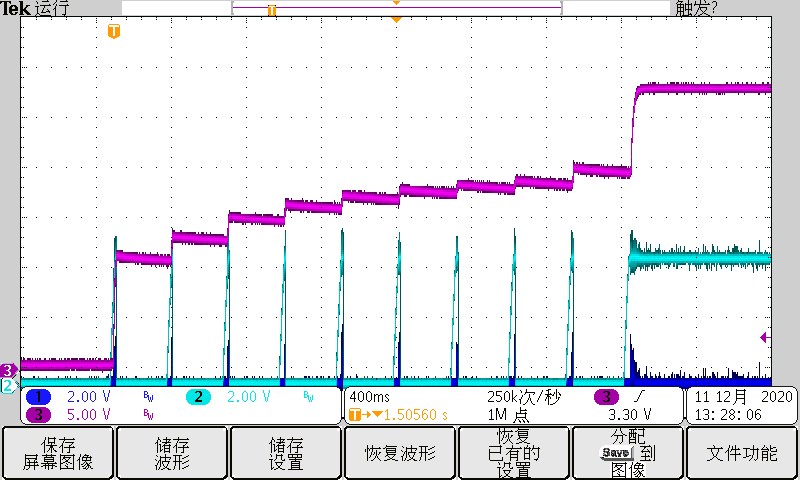 Tek 运行
触发?
T
3
2
1 2.00 V BW 2 2.00 V BW
3 5.00 V BW
400ms 250k次/秒
T→▼1.50560 s 1M 点
3 3.30 V
11 12月 2020
13:28:06
保存
屏幕图像
储存
波形
储存
设置
恢复波形
恢复
已有的
设置
分配
Save 到
图像
文件功能